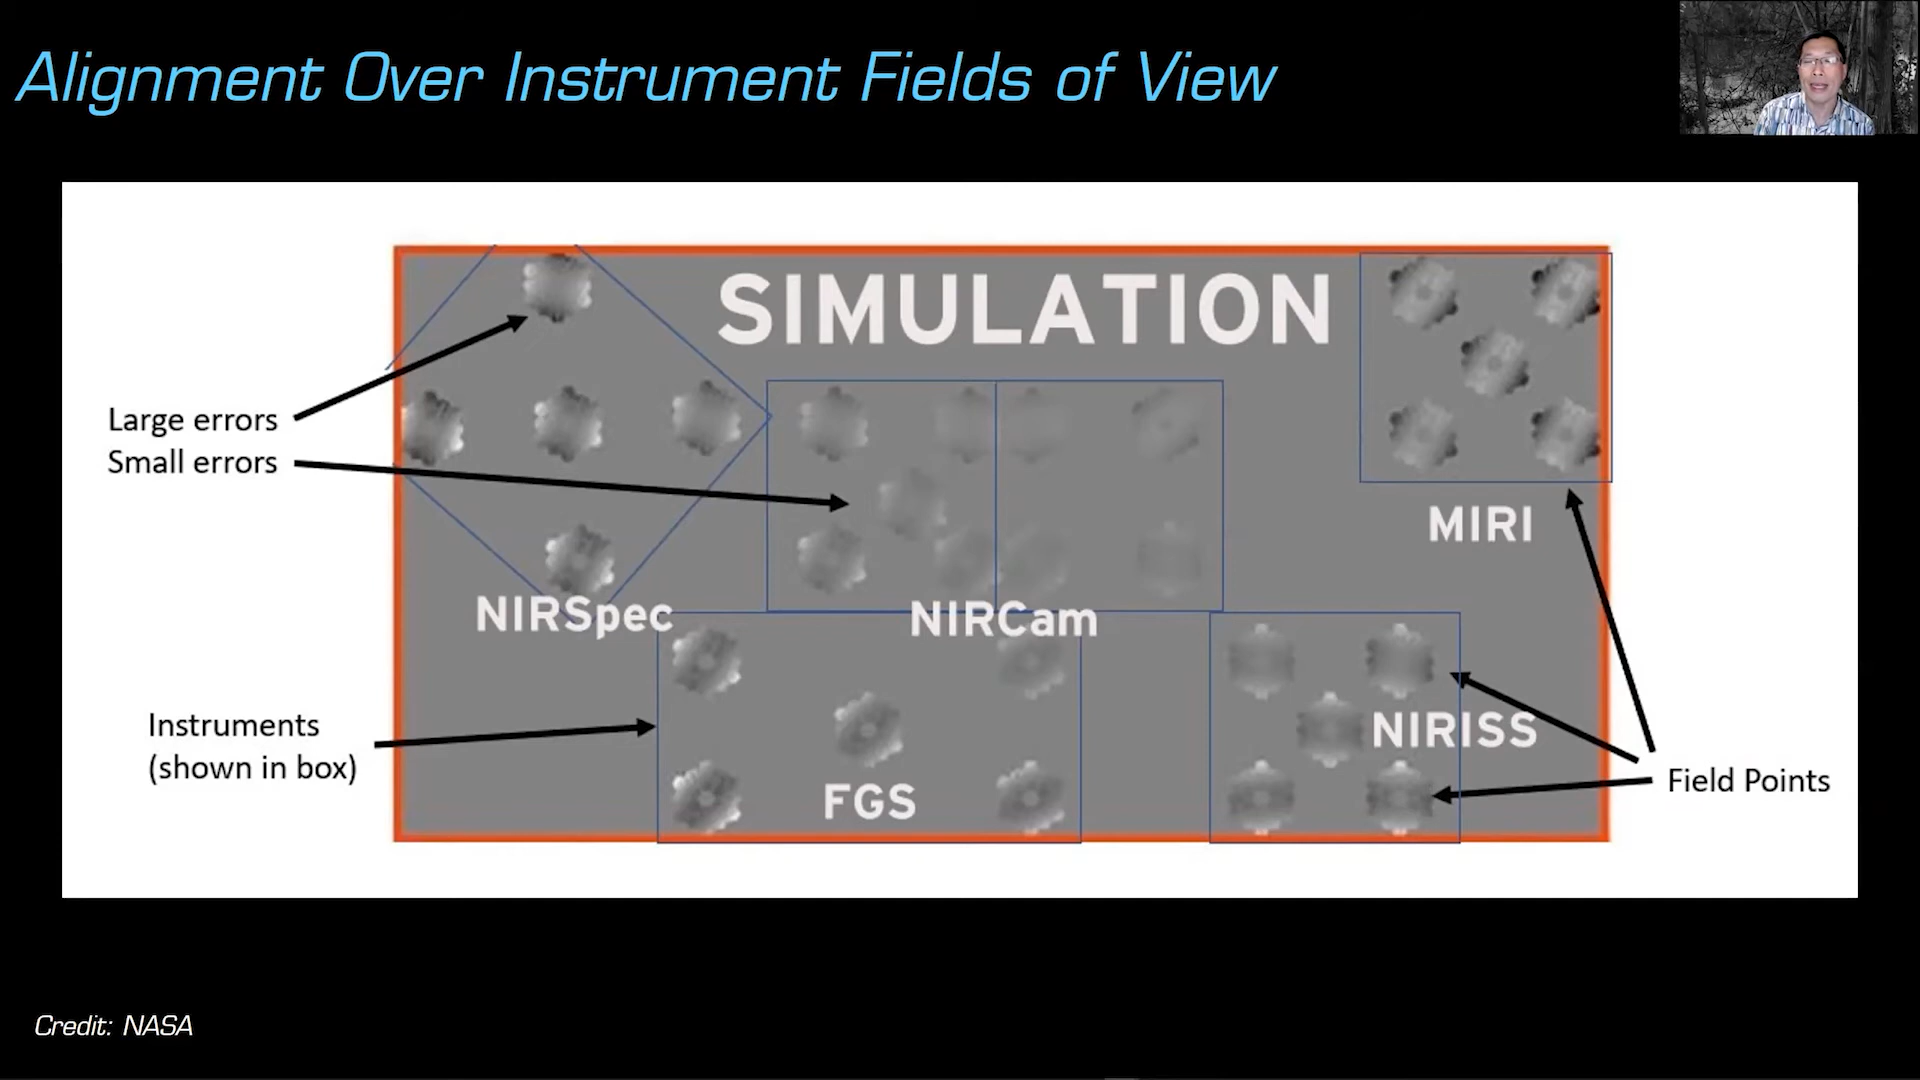 Alignment Over Instrument Fields of View
SIMULATION
Large errors
Small errors
MIRI
NIRSpec
NIRCam
Instruments
(shown in box)
NIRISS
Field Points
FGS
Credit: NASA